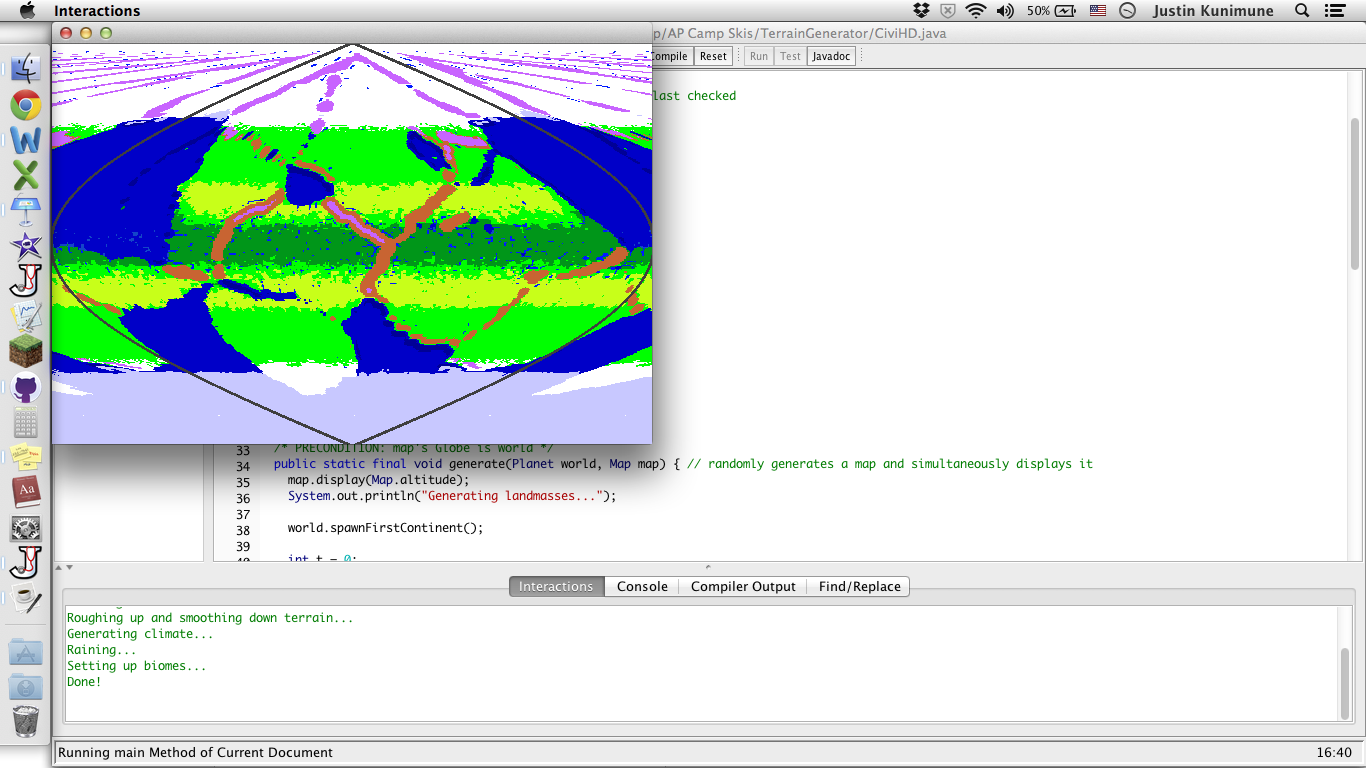 Interactions
50%
Justin Kunimune
p/AP Camp Skis/TerrainGenerator/CiviHD.java
ompile Reset Run Test Javadoc
last checked
33 /* PRECONDITION: map's Globe is world */
34 public static final void generate(Planet world, Map map) { // randomly generates a map and simultaneously displays it
35 map.display(Map.altitude);
36 System.out.println("Generating landmasses...");
37
38 world.spawnFirstContinent();
39
40 int t = 0;
Interactions Console Compiler Output Find/Replace
Roughing up and smoothing down terrain...
Generating climate...
Raining...
Setting up biomes...
Done!
Running main Method of Current Document 16:40